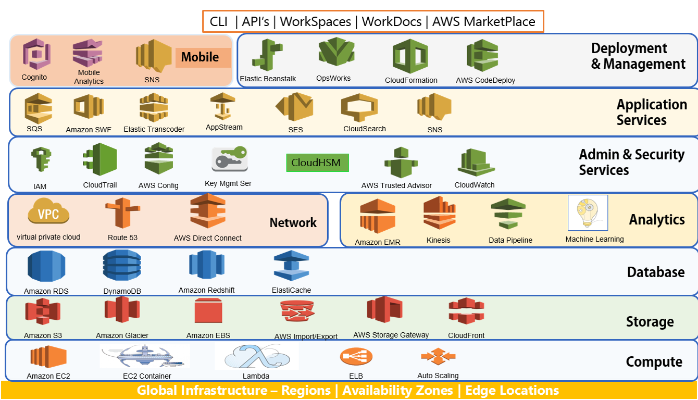 CLI | API's | WorkSpaces | WorkDocs | AWS MarketPlace
Cognito
Mobile
Analytics
SNS
Mobile
Elastic Beanstalk
OpsWorks
CloudFormation
AWS CodeDeploy
Deployment
& Management
SQS
Amazon SWF
Elastic Transcoder
AppStream
SES
CloudSearch
SNS
Application
Services
IAM
CloudTrail
AWS Config
Key Mgmt Ser
CloudHSM
AWS Trusted Advisor
CloudWatch
Admin & Security
Services
VPC
virtual private cloud
Route 53
AWS Direct Connect
Network
Amazon EMR
Kinesis
Data Pipeline
Machine Learning
Analytics
Amazon RDS
DynamoDB
Amazon Redshift
ElastiCache
Database
Amazon S3
Amazon Glacier
Amazon EBS
AWS Import/Export
AWS Storage Gateway
CloudFront
Storage
Amazon EC2
EC2 Container
Lambda
ELB
Auto Scaling
Compute
Global Infrastructure – Regions | Availability Zones | Edge Locations